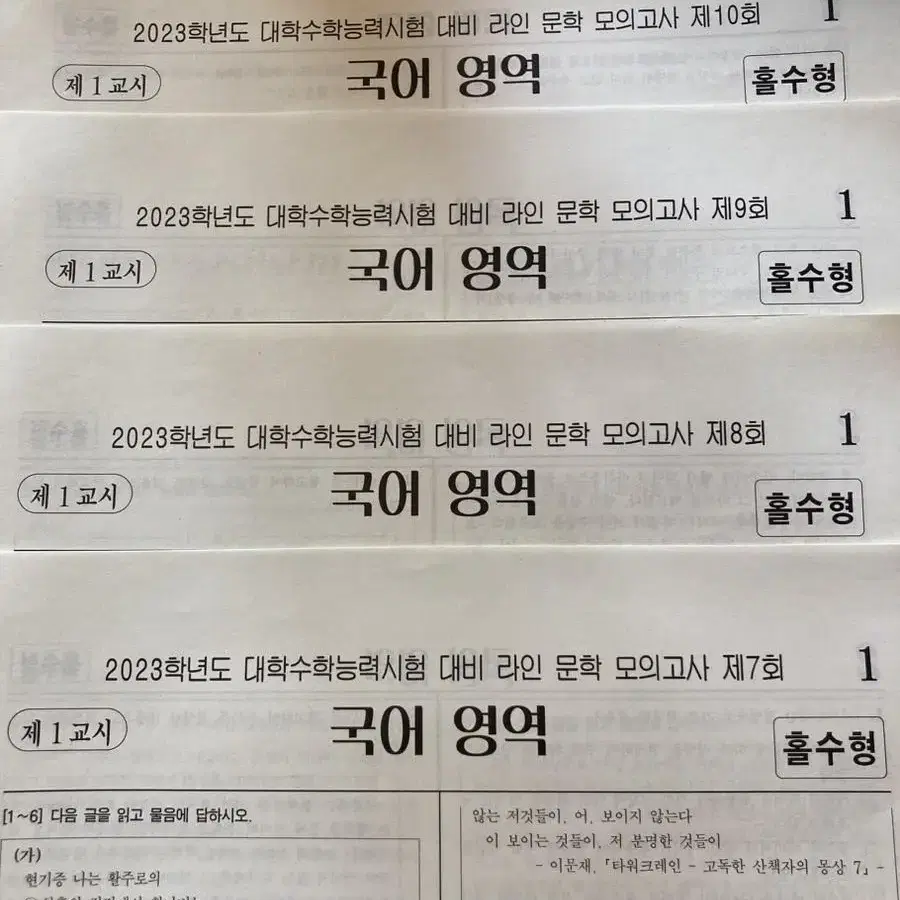 2023학년도 대학수학능력시험 대비 라인 문학 모의고사 제10회
1
제 1 교시
국어 영역
홀수형
2023학년도 대학수학능력시험 대비 라인 문학 모의고사 제9회
1
제 1 교시
국어 영역
홀수형
2023학년도 대학수학능력시험 대비 라인 문학 모의고사 제8회
1
제 1 교시
국어 영역
홀수형
2023학년도 대학수학능력시험 대비 라인 문학 모의고사 제7회
1
제 1 교시
국어 영역
홀수형
[1~6] 다음 글을 읽고 물음에 답하시오.
(가)
현기증 나는 활주로의
않는 저것들이, 어, 보이지 않는다
이 보이는 것들이, 저 분명한 것들이
- 이문재, 「타워크레인 - 고독한 산책자의 몽상 7」 -